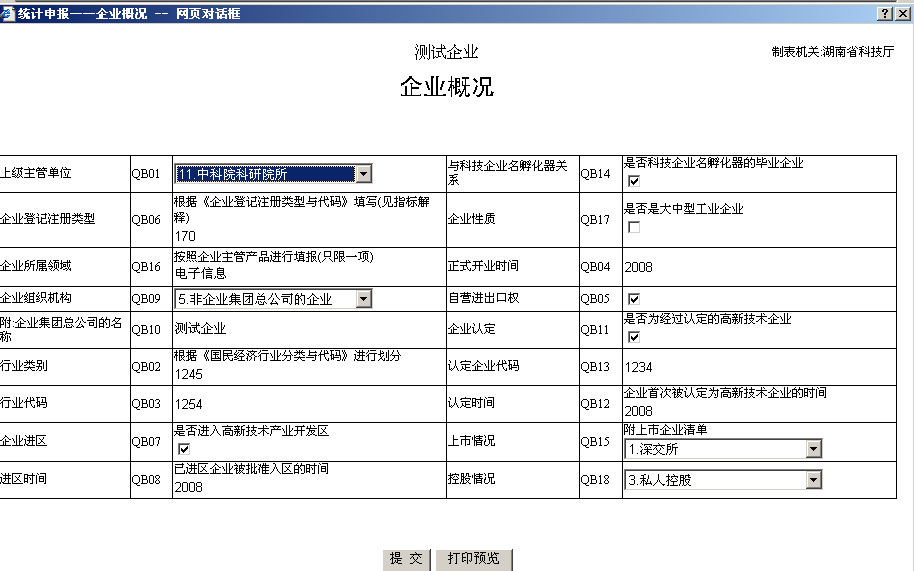 统计申报——企业概况 -- 网页对话框
测试企业
制表机关:湖南省科技厅
企业概况
上级主管单位 QB01 11.中科院科研院所 与科技企业名孵化器关系 QB14 是否科技企业名孵化器的毕业企业
企业登记注册类型 QB06 根据《企业登记注册类型与代码》填写(见指标解释) 170 企业性质 QB17 是否是大中型工业企业
企业所属领域 QB16 按照企业主管产品进行填报(只限一项) 电子信息 正式开业时间 QB04 2008
企业组织机构 QB09 5.非企业集团总公司的企业 自营进出口权 QB05
附:企业集团总公司的名称 QB10 测试企业 企业认定 QB11 是否为经过认定的高新技术企业
行业类别 QB02 根据《国民经济行业分类与代码》进行划分 1245 认定企业代码 QB13 1234
行业代码 QB03 1254 认定时间 QB12 企业首次被认定为高新技术企业的时间 2008
企业进区 QB07 是否进入高新技术产业开发区 上市情况 QB15 附上市企业清单 1.深交所
进区时间 QB08 已进区企业被批准入区的时间 2008 控股情况 QB18 3.私人控股
提 交 打印预览